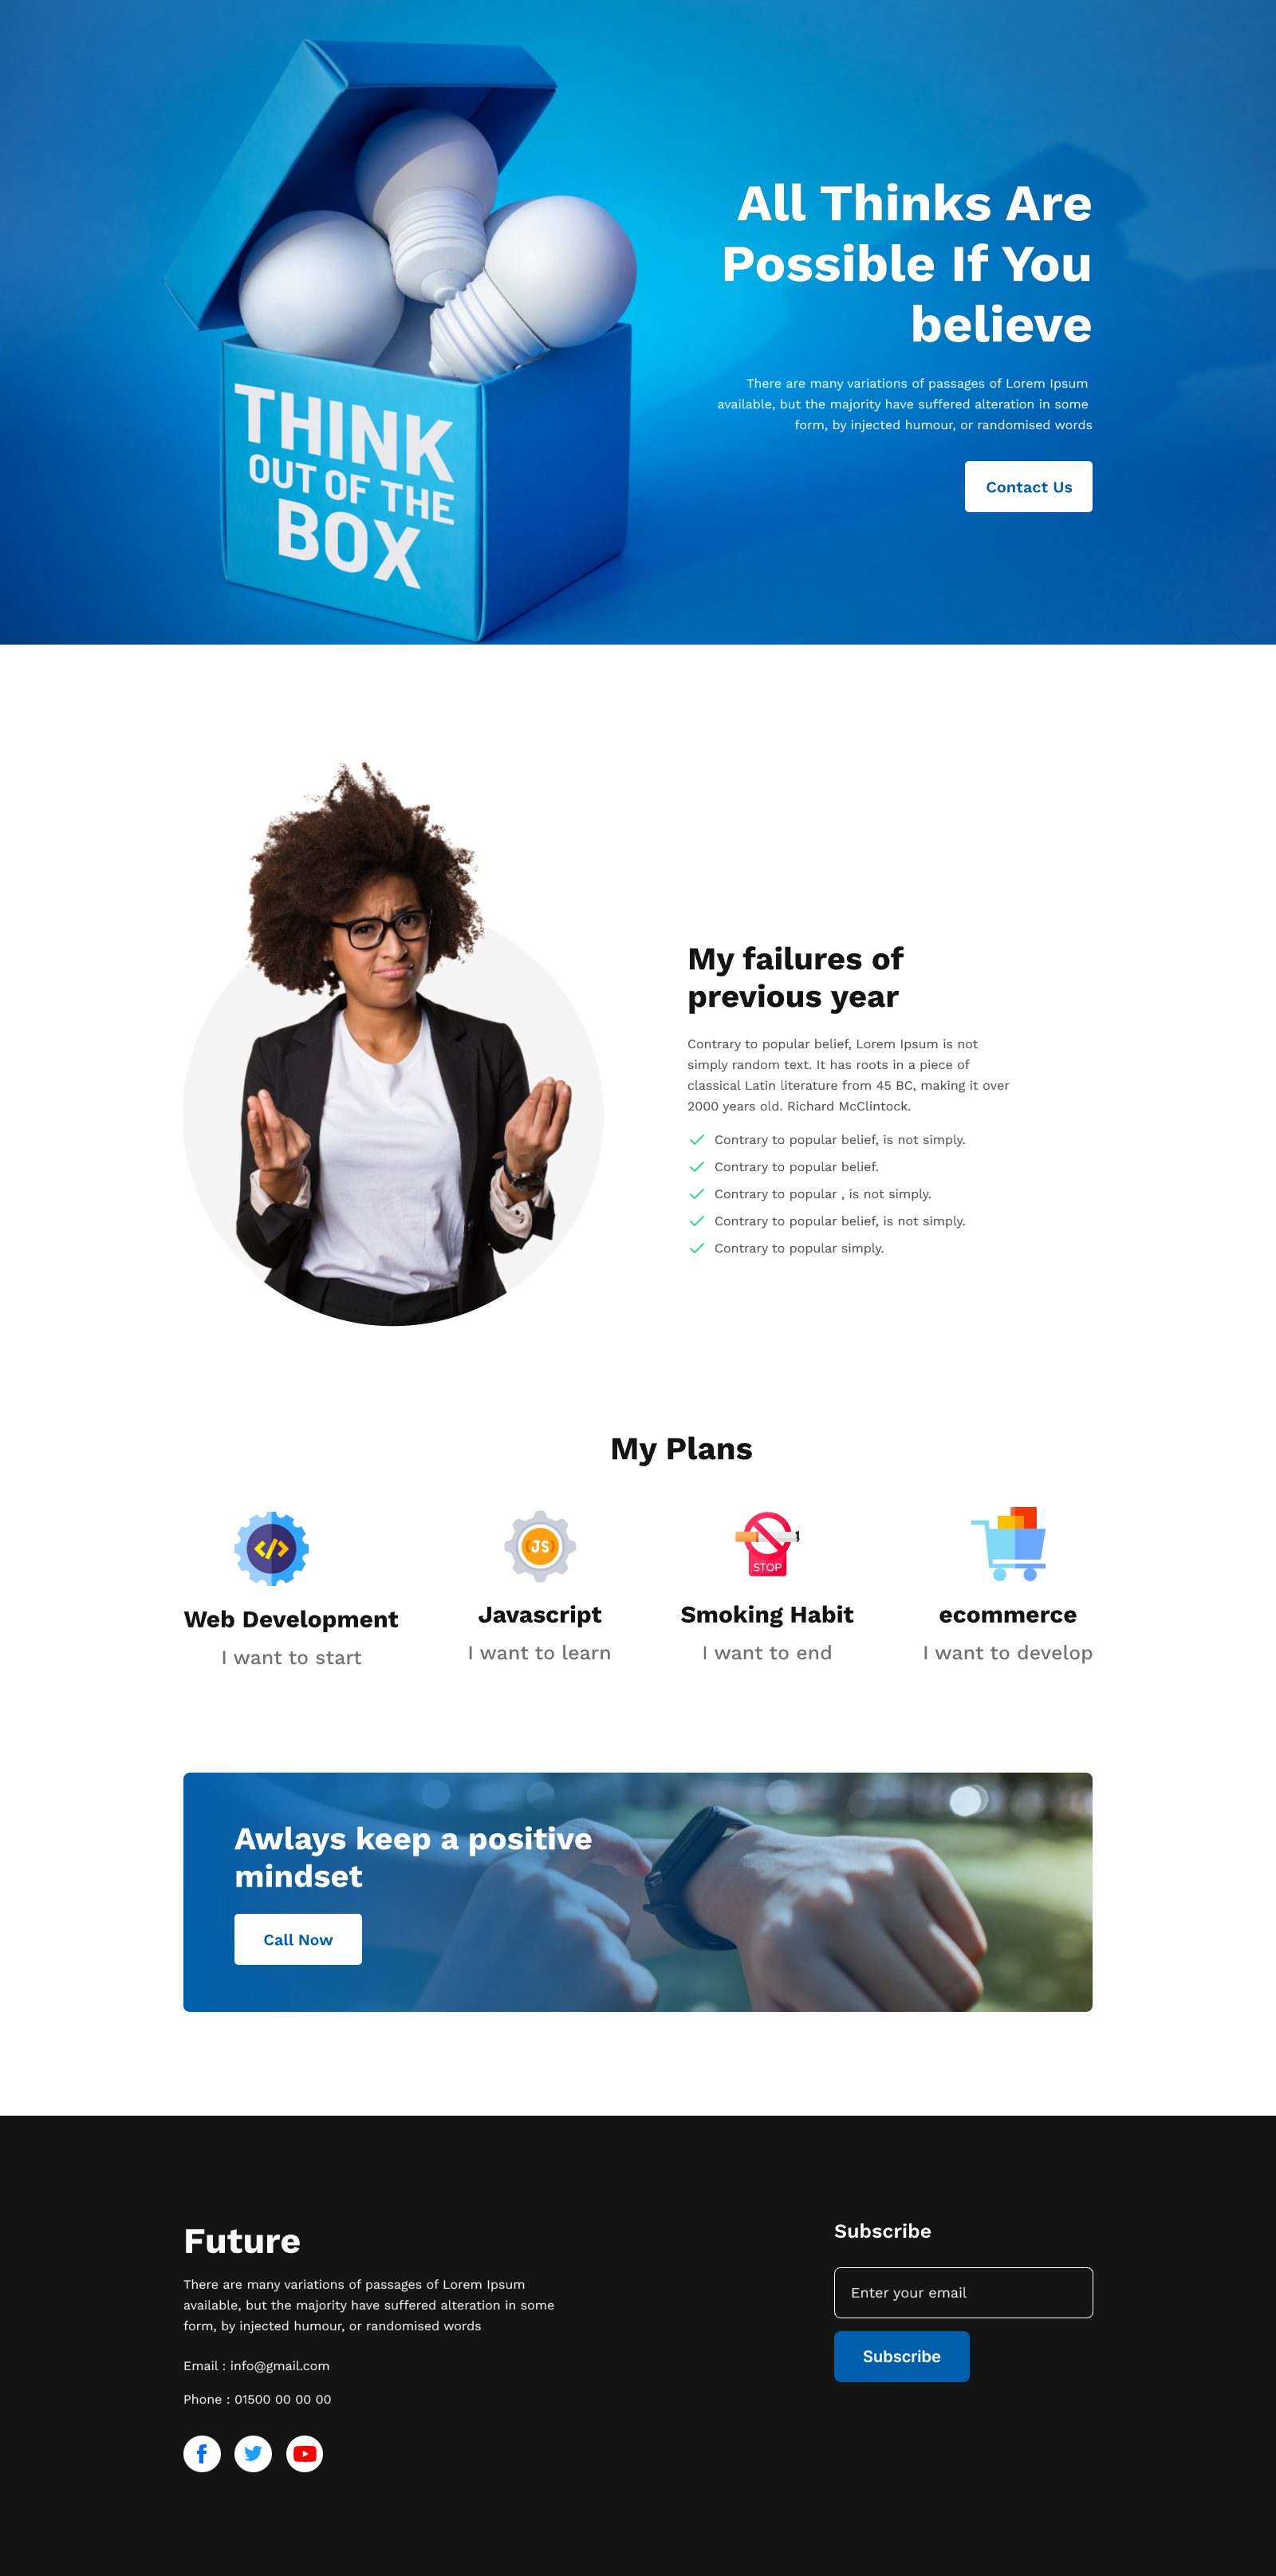 THINK
OUT OF THE
BOX
All Thinks Are
Possible If You
believe
There are many variations of passages of Lorem Ipsum
available, but the majority have suffered alteration in some
form, by injected humour, or randomised words
Contact Us
My failures of
previous year
Contrary to popular belief, Lorem Ipsum is not
simply random text. It has roots in a piece of
classical Latin literature from 45 BC, making it over
2000 years old. Richard McClintock.
Contrary to popular belief, is not simply.
Contrary to popular belief.
Contrary to popular , is not simply.
Contrary to popular belief, is not simply.
Contrary to popular simply.
My Plans
</>
Web Development
I want to start
JS
Javascript
I want to learn
STOP
Smoking Habit
I want to end
ecommerce
I want to develop
Awlays keep a positive
mindset
Call Now
Future
There are many variations of passages of Lorem Ipsum
available, but the majority have suffered alteration in some
form, by injected humour, or randomised words
Email : info@gmail.com
Phone : 01500 00 00 00
Subscribe
Enter your email
Subscribe